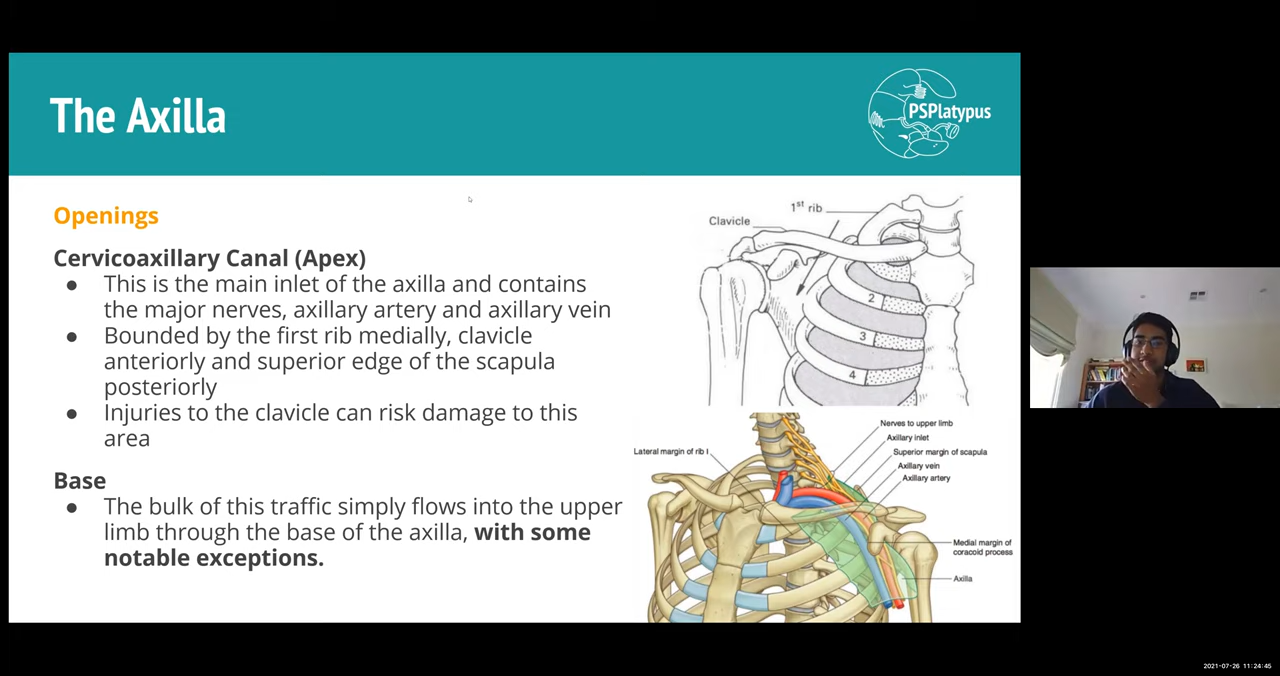 The Axilla
PSPlatypus
Openings
Cervicoaxillary Canal (Apex)
● This is the main inlet of the axilla and contains
the major nerves, axillary artery and axillary vein
● Bounded by the first rib medially, clavicle
anteriorly and superior edge of the scapula
posteriorly
● Injuries to the clavicle can risk damage to this
area
Base
● The bulk of this traffic simply flows into the upper
limb through the base of the axilla, with some
notable exceptions.
1st rib
Clavicle
2
3
4
Nerves to upper limb
Axillary inlet
Lateral margin of rib I
Superior margin of scapula
Axillary vein
Axillary artery
Medial margin of
coracoid process
Axilla
2021-07-26 11:24:45